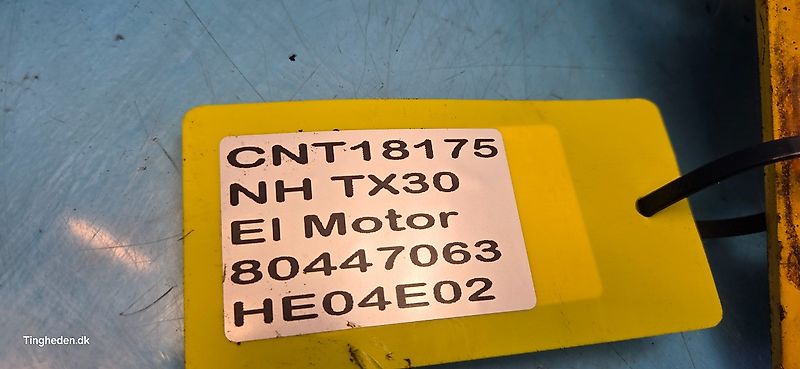 CNT18175
NH TX30
El Motor
80447063
HE04E02
Tingheden.dk